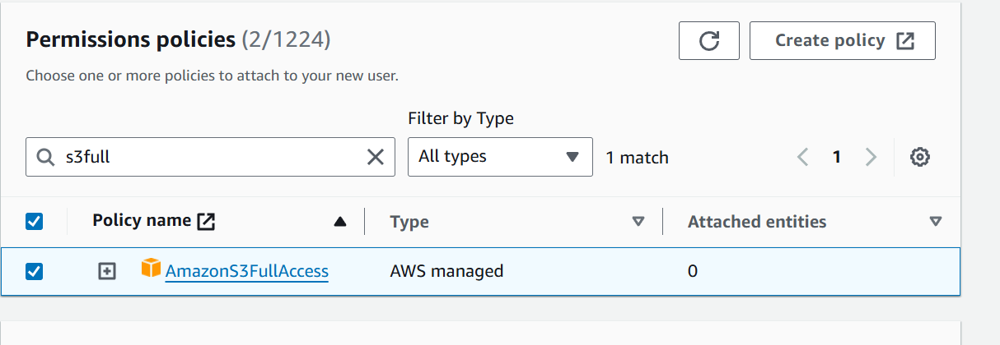 Permissions policies (2/1224)
Create policy
Choose one or more policies to attach to your new user.
Filter by Type
s3full
All types
1 match
1
Policy name
Type
Attached entities
AmazonS3FullAccess
AWS managed
0